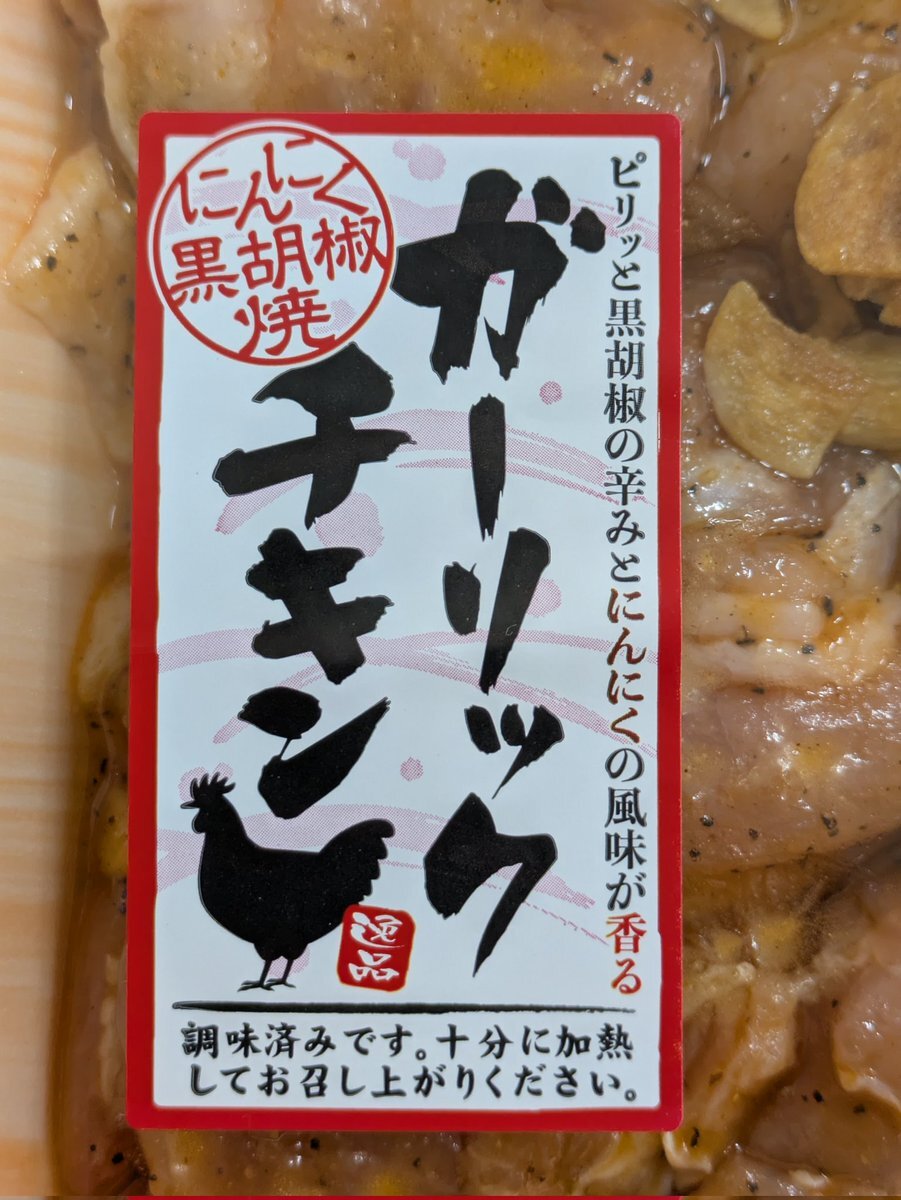 ピリッと黒胡椒の辛みとにんにくの風味が香る
ガーリック
チキン
にんにく
黒胡椒
焼
逸品
調味済みです。十分に加熱
してお召し上がりください。